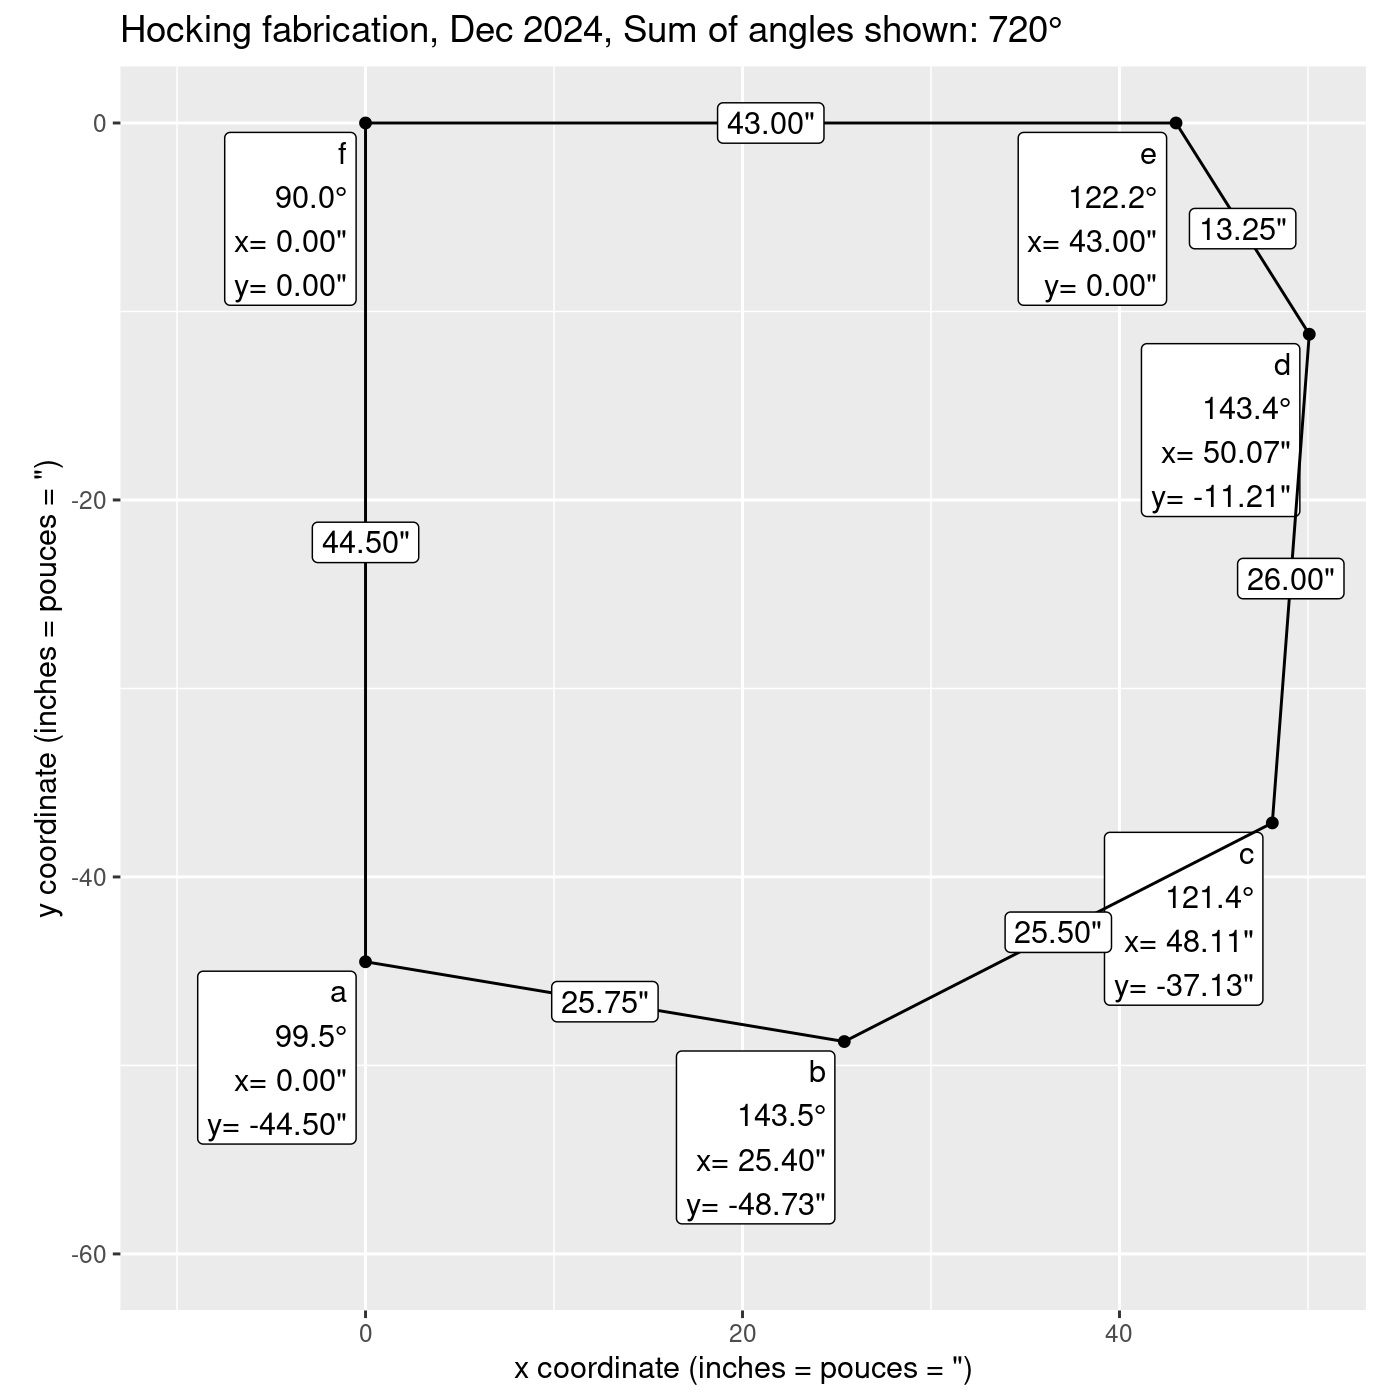 Hocking fabrication, Dec 2024, Sum of angles shown: 720°
0
-20
-40
-60
y coordinate (inches = pouces = ")
43.00"
f
90.0°
x= 0.00"
y= 0.00"
e
122.2°
x= 43.00"
y= 0.00"
13.25"
d
143.4°
x= 50.07"
y= -11.21"
44.50"
26.00"
c
121.4°
x= 48.11"
y= -37.13"
25.50"
a
99.5°
x= 0.00"
y= -44.50"
25.75"
b
143.5°
x= 25.40"
y= -48.73"
0
20
40
x coordinate (inches = pouces = ")